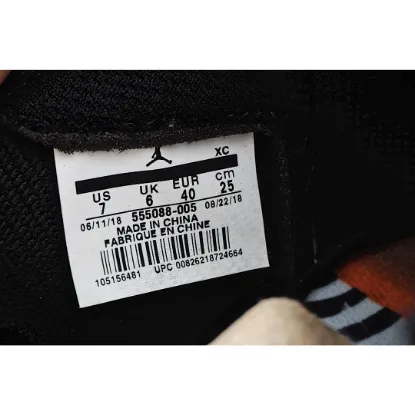 XC
US UK EUR cm
7 6 40 25
06/11/18 555088-005 08/22/18
MADE IN CHINA
FABRIQUE EN CHINE
105156481 UPC 00826218724664